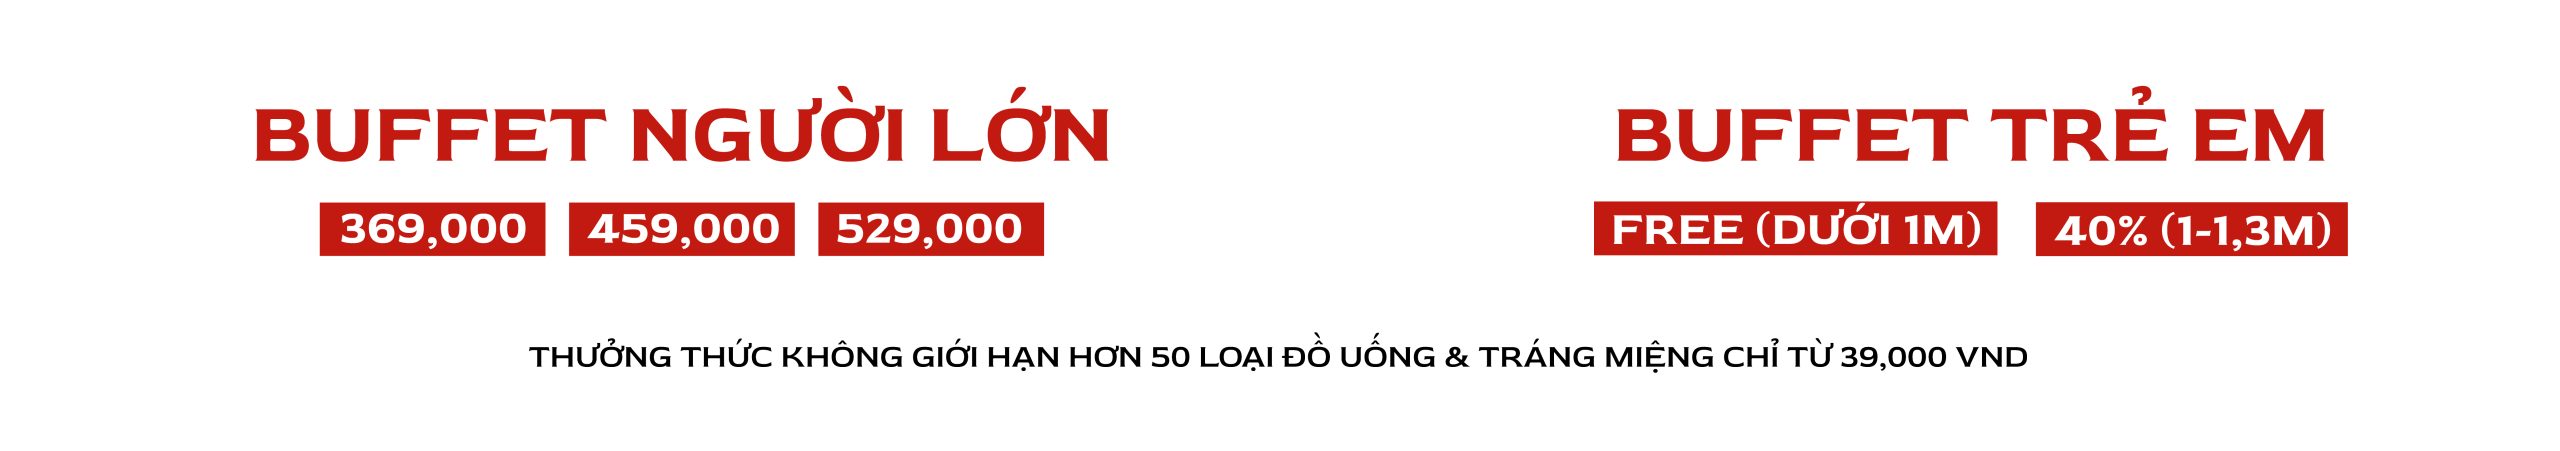 BUFFET NGƯỜI LỚN
369,000 459,000 529,000
BUFFET TRẺ EM
FREE (DƯỚI 1M) 40% (1-1,3M)
THƯỞNG THỨC KHÔNG GIỚI HẠN HƠN 50 LOẠI ĐỒ UỐNG & TRÁNG MIỆNG CHỈ TỪ 39,000 VND